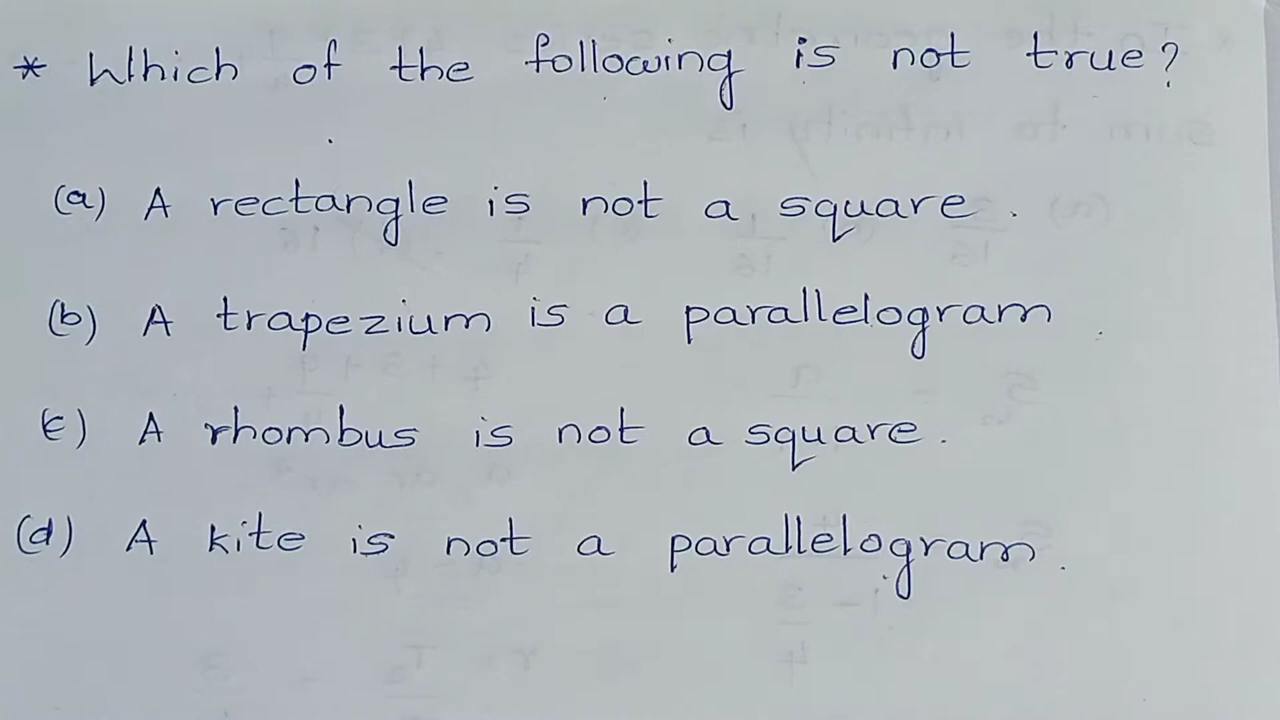 * Which of the following is not true?
(a) A rectangle is not a square.
(b) A trapezium is a parallelogram.
(c) A rhombus is not a square.
(d) A kite is not a parallelogram.